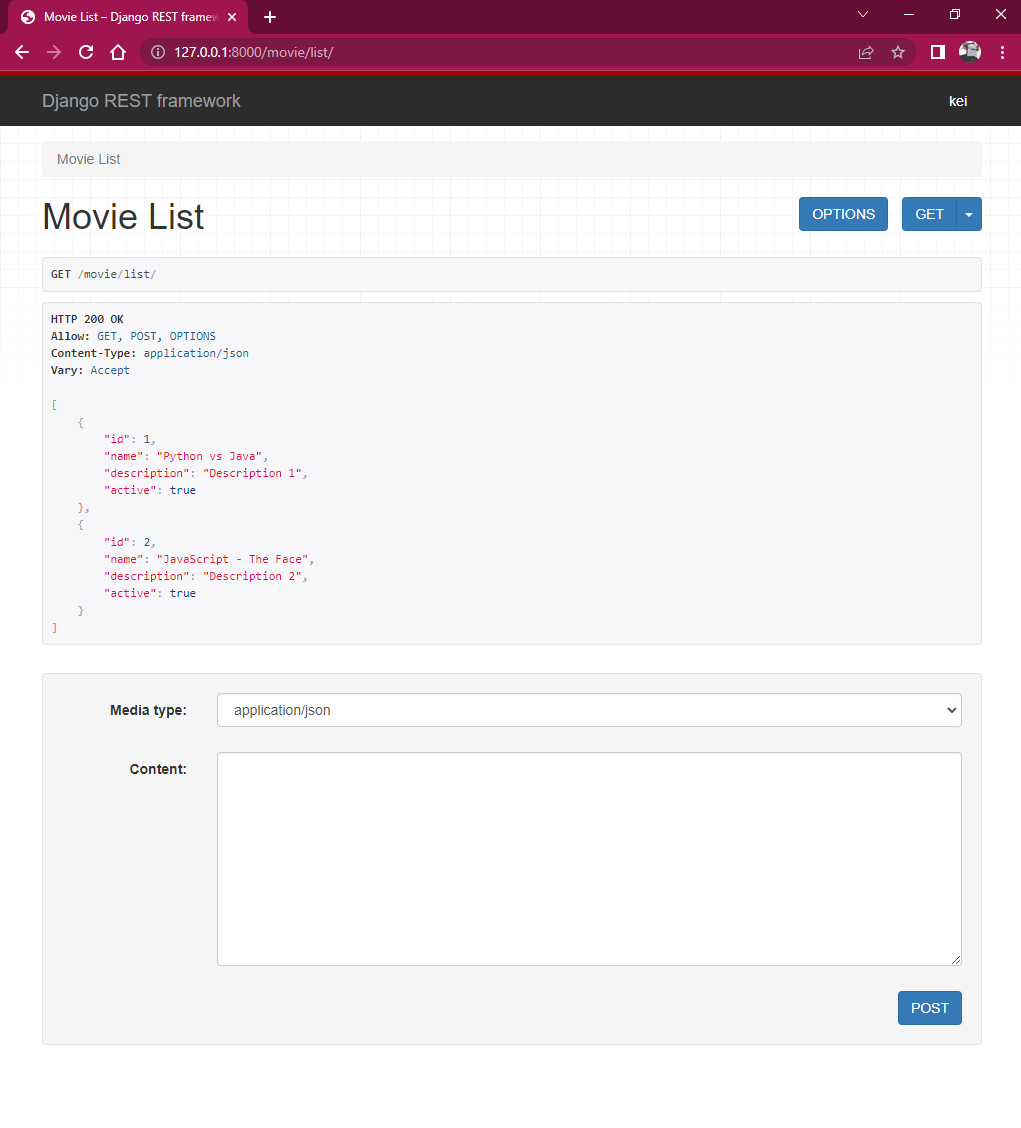 Movie List – Django REST framew
127.0.0.1:8000/movie/list/
Django REST framework
kei
Movie List
Movie List
OPTIONS
GET
GET /movie/list/
HTTP 200 OK
Allow: GET, POST, OPTIONS
Content-Type: application/json
Vary: Accept
[
    {
        "id": 1,
        "name": "Python vs Java",
        "description": "Description 1",
        "active": true
    },
    {
        "id": 2,
        "name": "JavaScript - The Face",
        "description": "Description 2",
        "active": true
    }
]
Media type:
application/json
Content:
POST